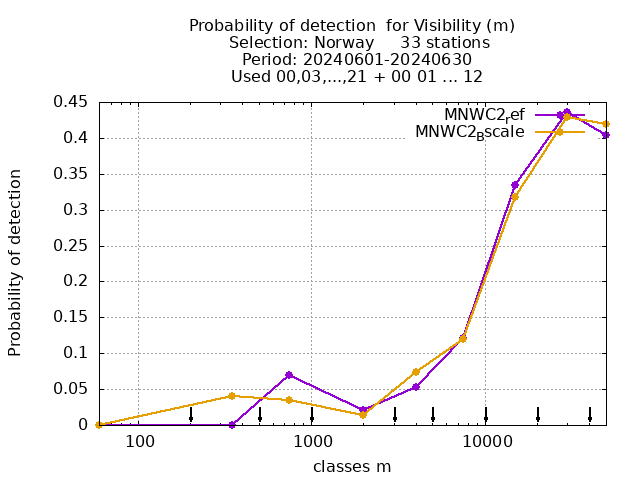 Probability of detection  for Visibility (m)
Selection: Norway     33 stations
Period: 20240601-20240630
Used 00,03,...,21 + 00 01 ... 12
0.45
0.4
0.35
0.3
0.25
0.2
0.15
0.1
0.05
0
Probability of detection
MNWC2ref
MNWC2Bscale
100
1000
10000
classes m